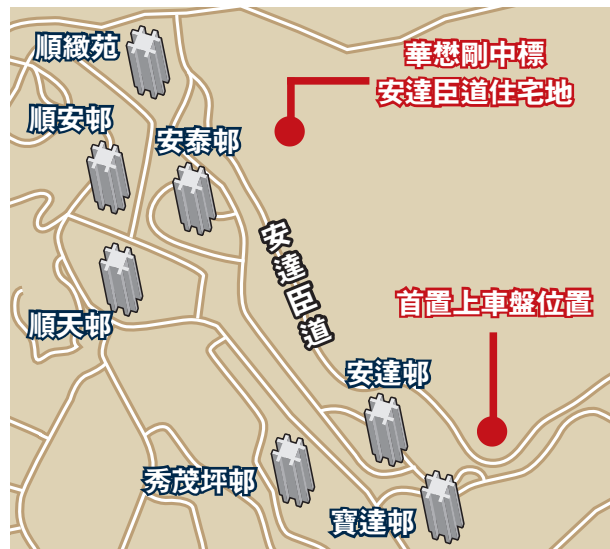 順緻苑
華懋剛中標
安達臣道住宅地
順安邨
安泰邨
安達臣道
順天邨
首置上車盤位置
安達邨
秀茂坪邨
寶達邨